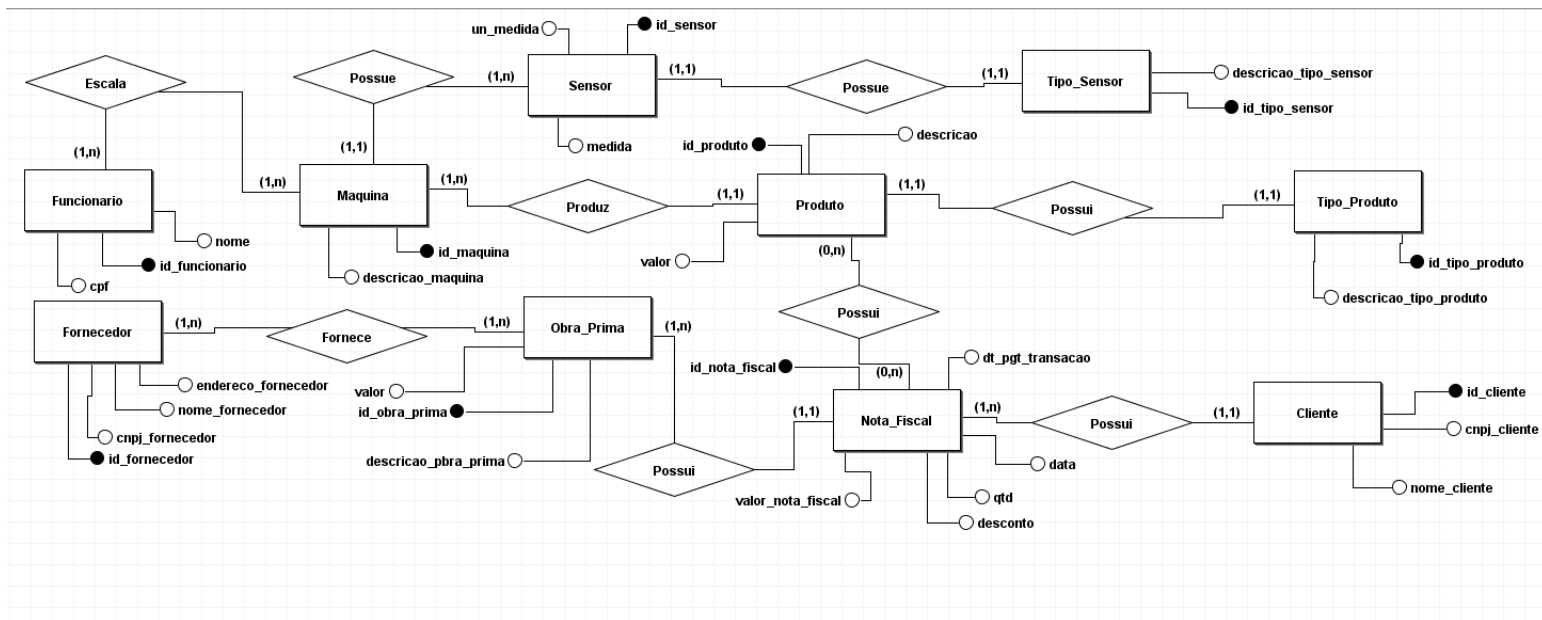 un_medida
id_sensor
Escala
Possue
(1,n)
Sensor
(1,1)
Possue
(1,1)
Tipo_Sensor
descricao_tipo_sensor
id_tipo_sensor
medida
(1,n)
(1,1)
id_produto
descricao
Funcionario
(1,n)
Maquina
(1,n)
Produz
(1,1)
Produto
(1,1)
Possui
(1,1)
Tipo_Produto
nome
id_funcionario
cpf
id_maquina
descricao_maquina
valor
(0,n)
id_tipo_produto
descricao_tipo_produto
Fornecedor
(1,n)
Fornece
(1,n)
Obra_Prima
(1,n)
Possui
endereco_fornecedor
nome_fornecedor
cnpj_fornecedor
id_fornecedor
valor
id_obra_prima
descricao_pbra_prima
Possui
id_nota_fiscal
(0,n)
dt_pgt_transacao
(1,1)
Nota_Fiscal
(1,n)
Possui
(1,1)
Cliente
id_cliente
cnpj_cliente
nome_cliente
data
qtd
valor_nota_fiscal
desconto